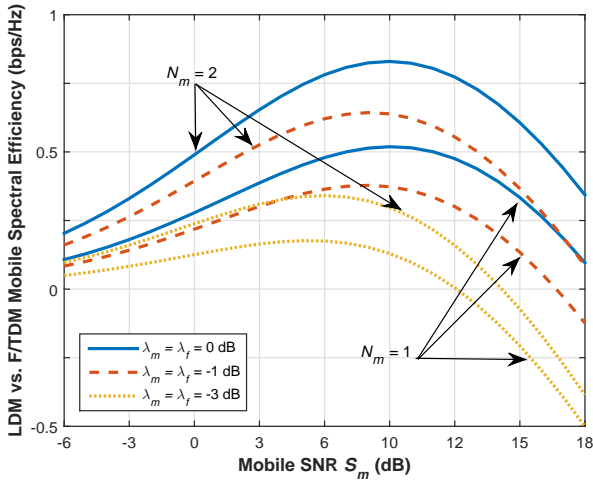 LDM vs. F/TDM Mobile Spectral Efficiency (bps/Hz)
1
0.5
0
-0.5
N_m = 2
N_m = 1
λ_m = λ_f = 0 dB
λ_m = λ_f = -1 dB
λ_m = λ_f = -3 dB
-6 -3 0 3 6 10 12 15 18
Mobile SNR S_m (dB)